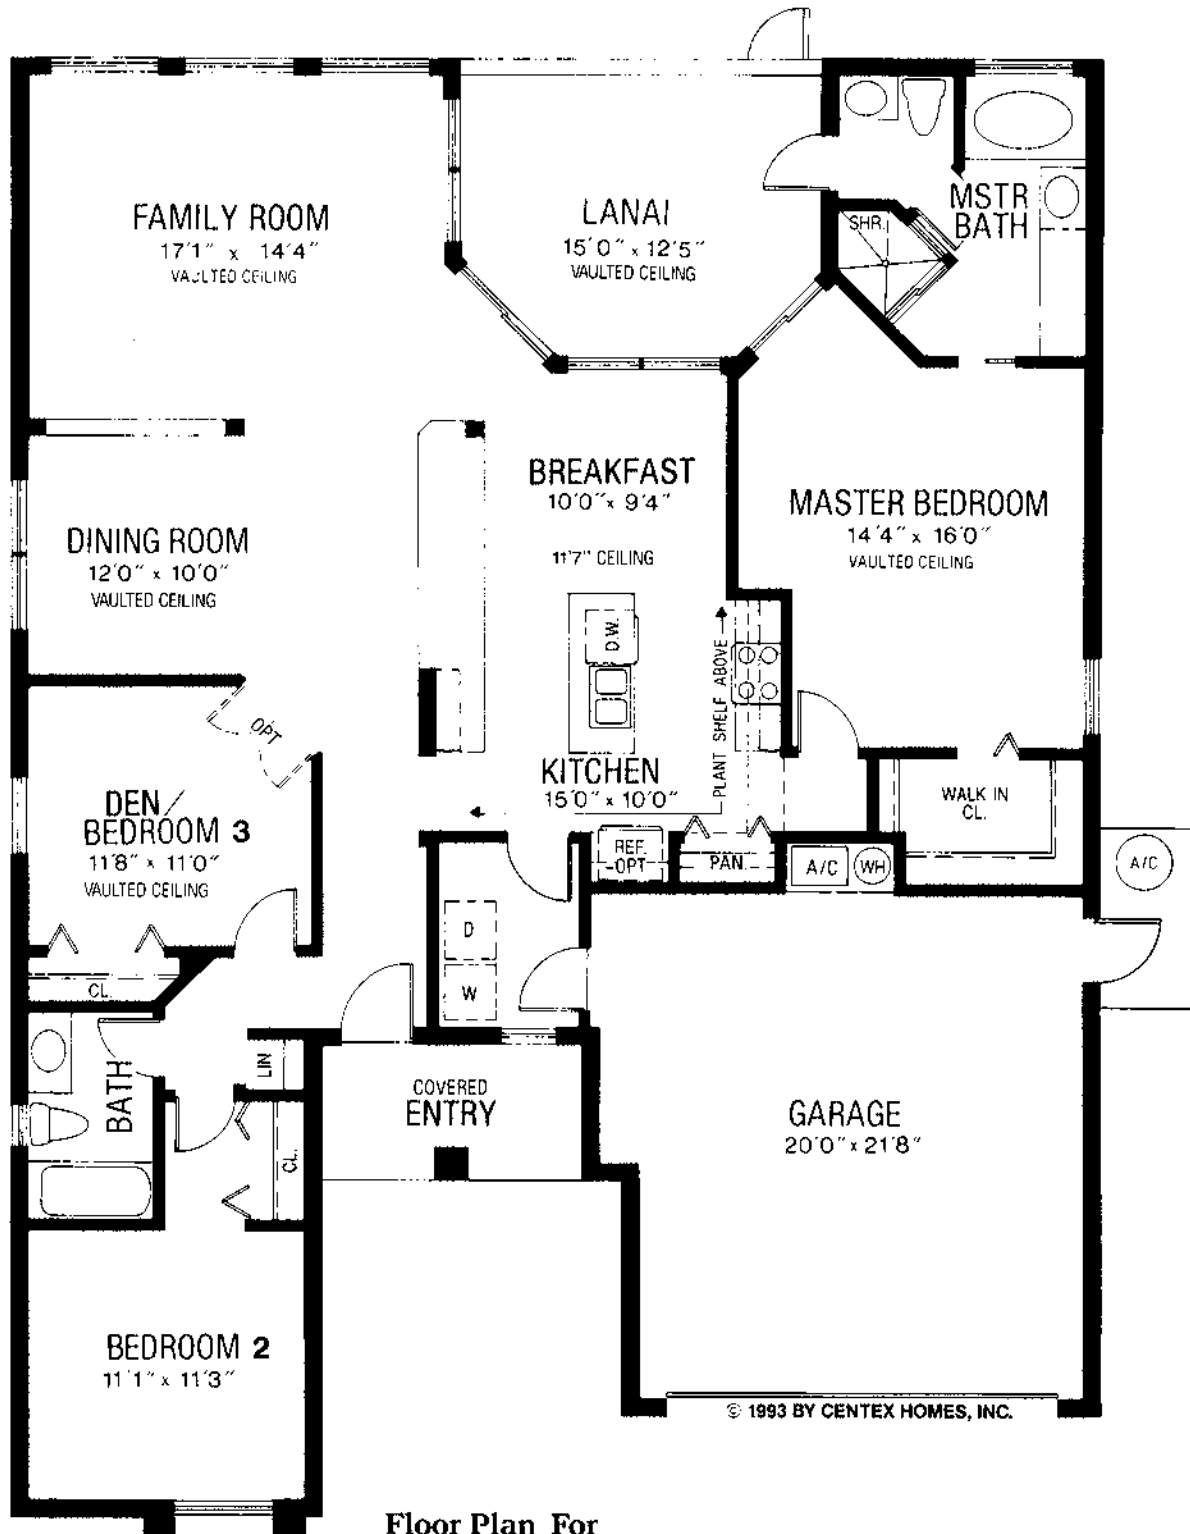 FAMILY ROOM
17'1" x 14'4"
VAULTED CEILING
LANAI
15'0" x 12'5"
VAULTED CEILING
SHR.
MSTR
BATH
BREAKFAST
10'0" x 9'4"
11'7" CEILING
MASTER BEDROOM
14'4" x 16'0"
VAULTED CEILING
DINING ROOM
12'0" x 10'0"
VAULTED CEILING
D.W.
PLANT SHELF ABOVE
OPT
KITCHEN
15'0" x 10'0"
DEN/
BEDROOM 3
11'8" x 11'0"
VAULTED CEILING
WALK IN
CL.
REF.
OPT
PAN
A/C
WH
A/C
D
W
CL.
BATH
LIN
CL.
COVERED
ENTRY
GARAGE
20'0" x 21'8"
BEDROOM 2
11'1" x 11'3"
© 1993 BY CENTEX HOMES, INC.
Floor Plan For